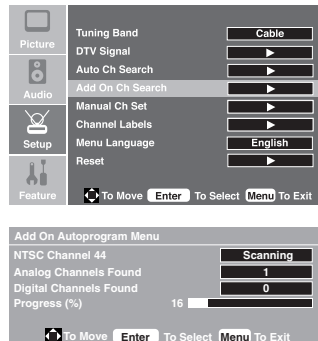 Picture
Audio
Setup
Feature
Tuning Band Cable
DTV Signal
Auto Ch Search
Add On Ch Search
Manual Ch Set
Channel Labels
Menu Language English
Reset
To Move Enter To Select Menu To Exit
Add On Autoprogram Menu
NTSC Channel 44 Scanning
Analog Channels Found 1
Digital Channels Found 0
Progress (%) 16
To Move Enter To Select Menu To Exit